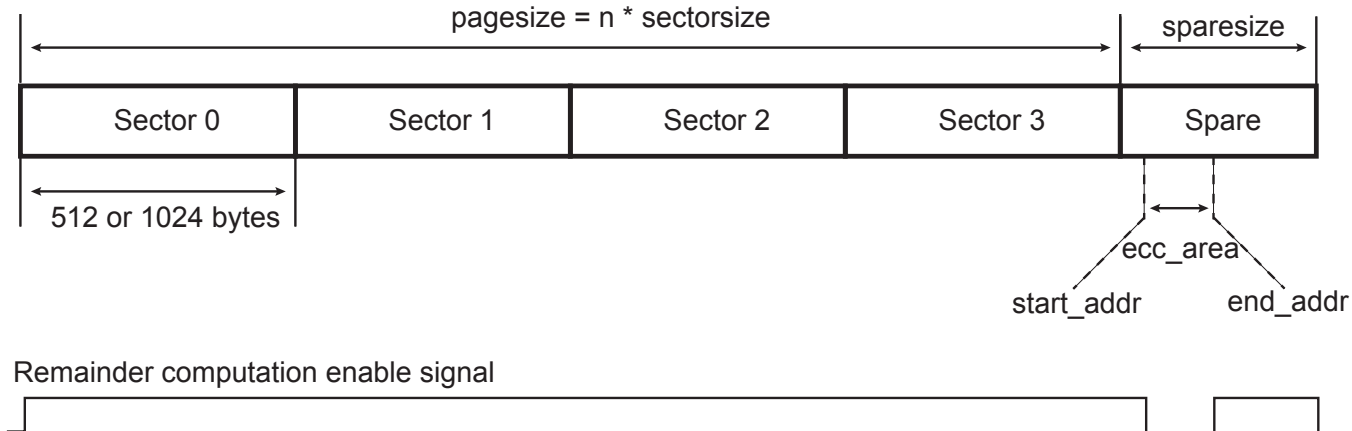 pagesize = n * sectorsize
sparesize
Sector 0 Sector 1 Sector 2 Sector 3 Spare
512 or 1024 bytes
ecc_area
start_addr end_addr
Remainder computation enable signal